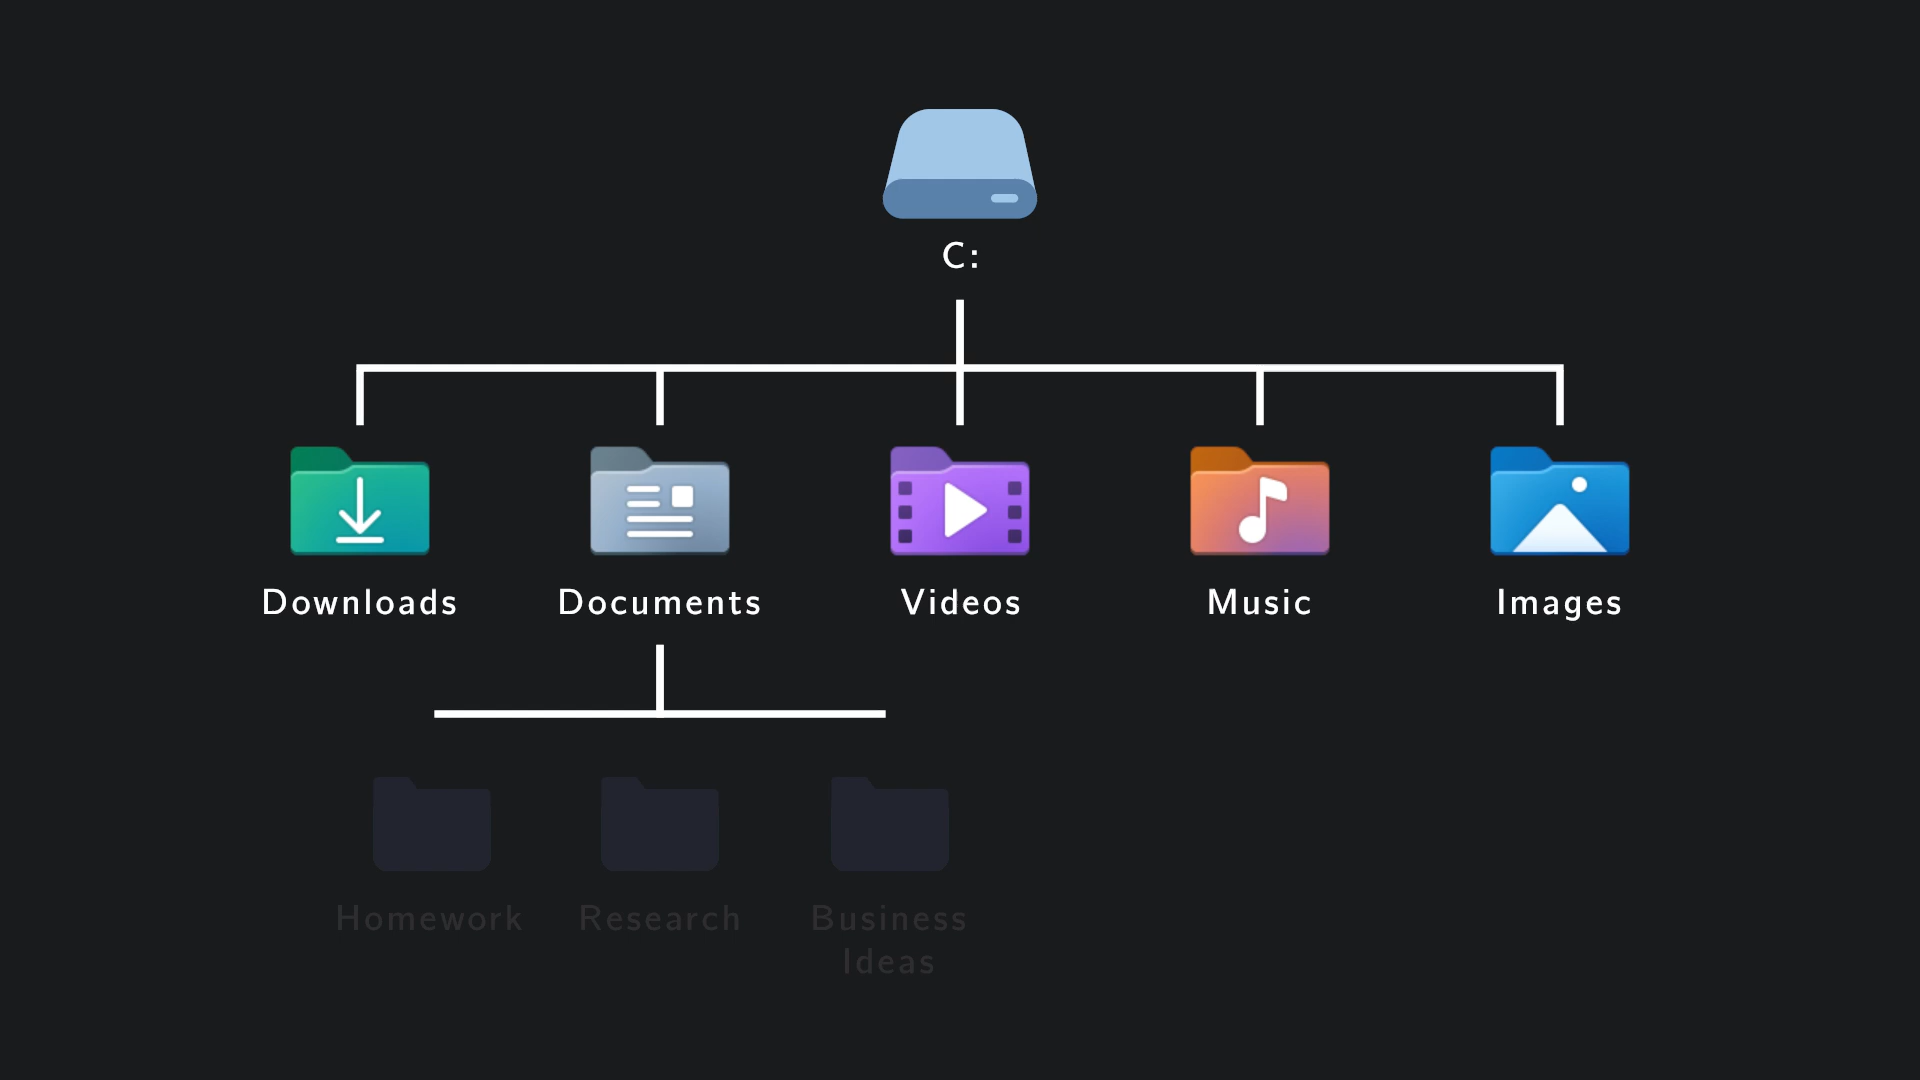 C:
Downloads
Documents
Videos
Music
Images
Homework
Research
Business
Ideas